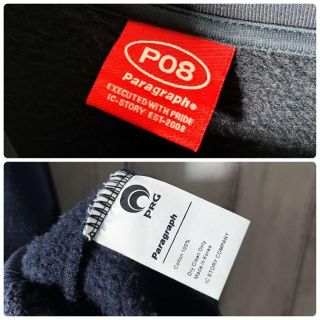 P08
Paragraph®
EXECUTED WITH PRIDE
IC-STORY EST-2008
PRG
Paragraph
Cotton 100%
Dry Clean Only
Made in Korea
IC STORY COMPANY